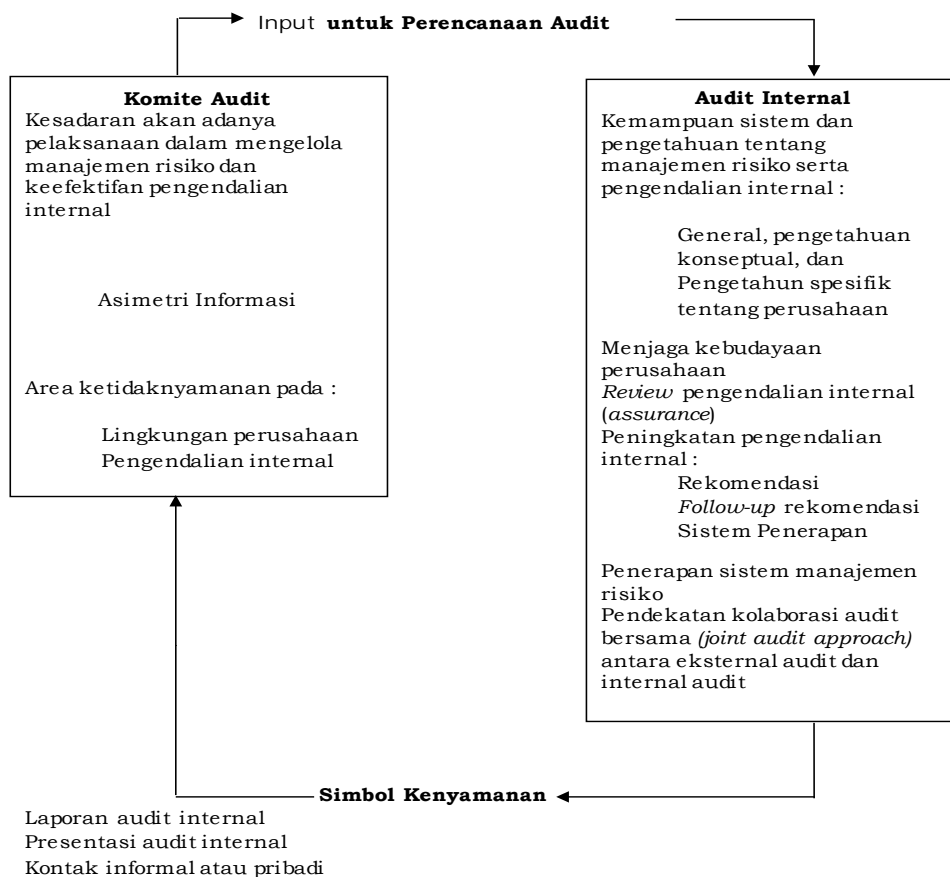 Input untuk Perencanaan Audit
Komite Audit
Kesadaran akan adanya
pelaksanaan dalam mengelola
manajemen risiko dan
keefektifan pengendalian
internal
Asimetri Informasi
Area ketidaknyamanan pada :
Lingkungan perusahaan
Pengendalian internal
Audit Internal
Kemampuan sistem dan
pengetahuan tentang
manajemen risiko serta
pengendalian internal :
General, pengetahuan
konseptual, dan
Pengetahun spesifik
tentang perusahaan
Menjaga kebudayaan
perusahaan
Review pengendalian internal
(assurance)
Peningkatan pengendalian
internal :
Rekomendasi
Follow-up rekomendasi
Sistem Penerapan
Penerapan sistem manajemen
risiko
Pendekatan kolaborasi audit
bersama (joint audit approach)
antara eksternal audit dan
internal audit
Simbol Kenyamanan
Laporan audit internal
Presentasi audit internal
Kontak informal atau pribadi